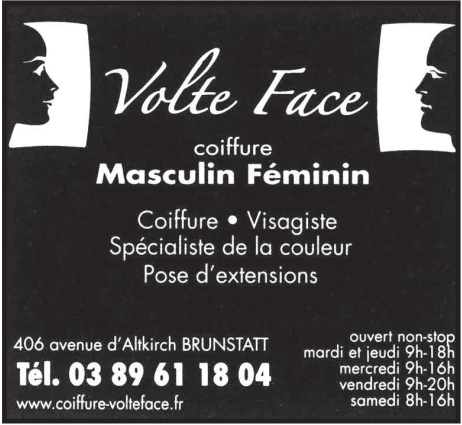 Volte Face
coiffure
Masculin Féminin
Coiffure • Visagiste
Spécialiste de la couleur
Pose d'extensions
406 avenue d'Altkirch BRUNSTATT
Tél. 03 89 61 18 04
www.coiffure-volteface.fr
ouvert non-stop
mardi et jeudi 9h-18h
mercredi 9h-16h
vendredi 9h-20h
samedi 8h-16h